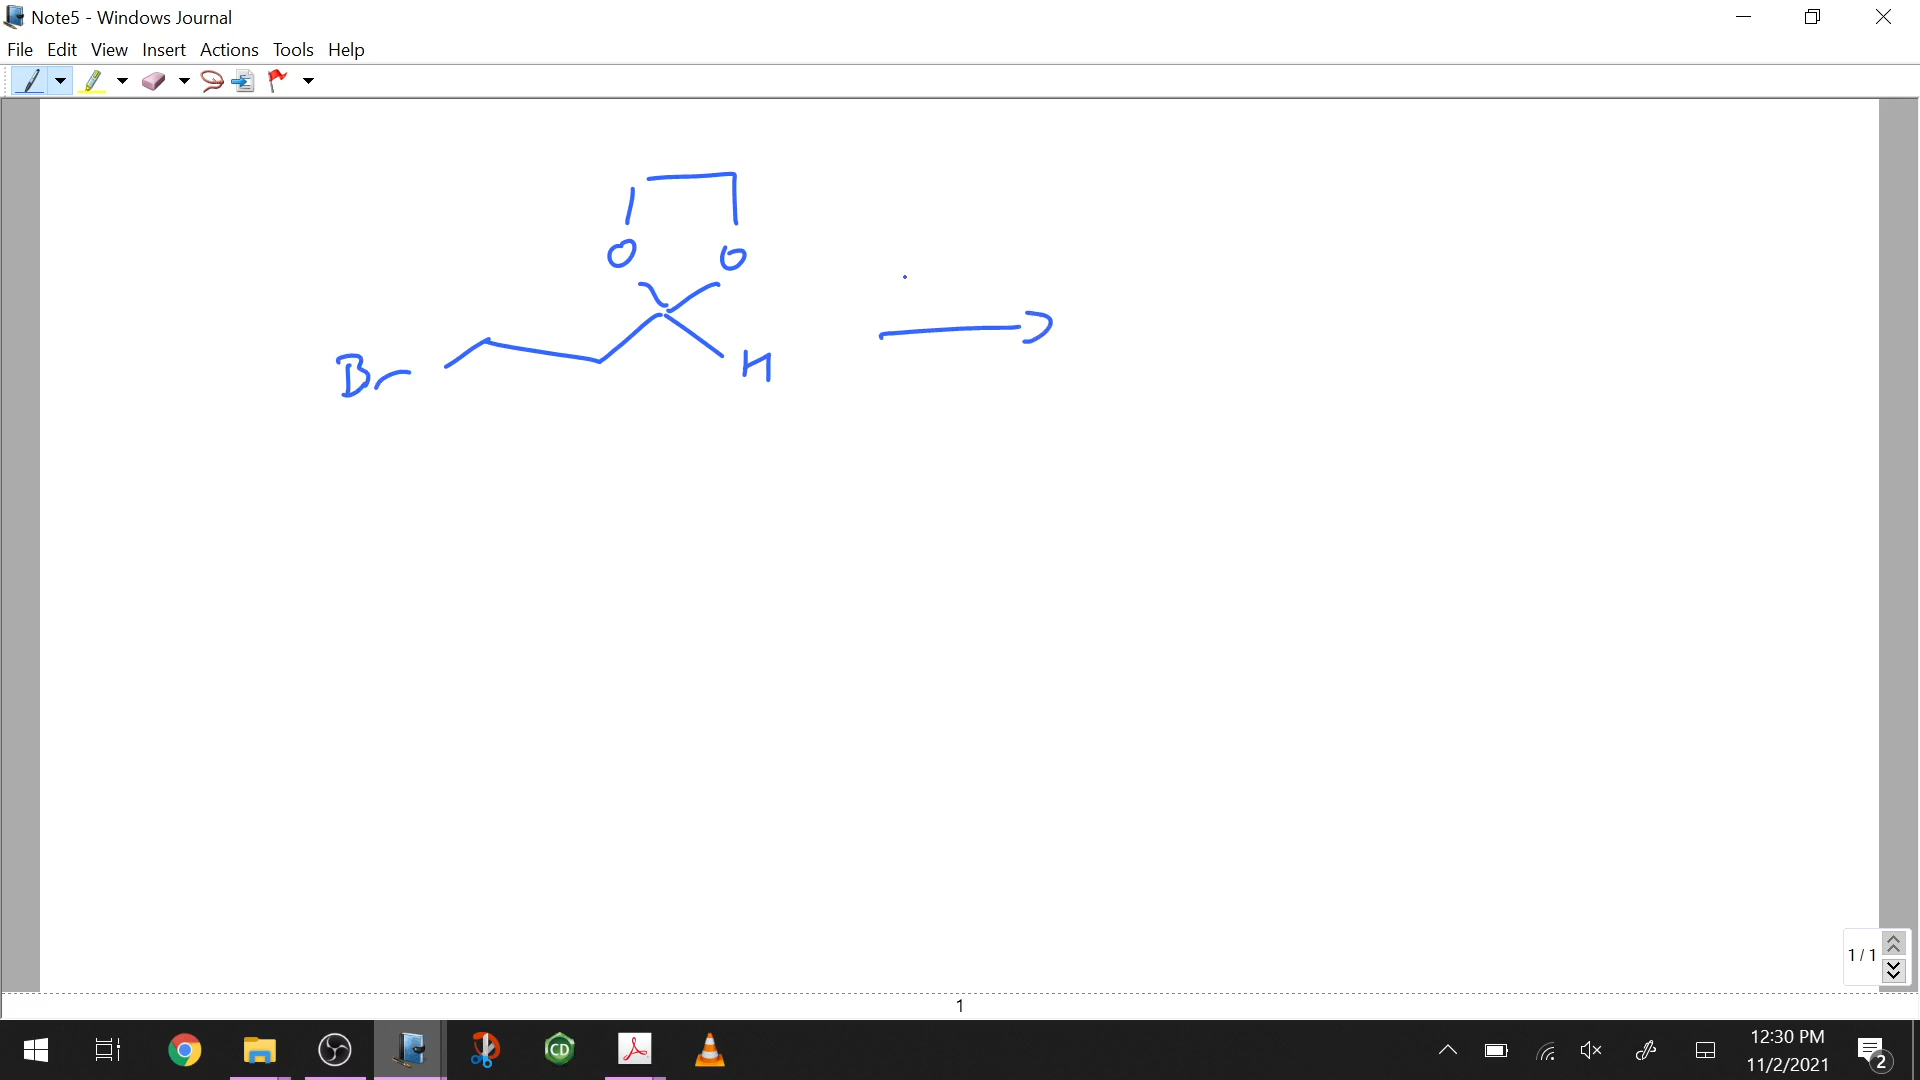 Note5 - Windows Journal
File Edit View Insert Actions Tools Help
O O
Br H
1 / 1
1
CD
12:30 PM
11/2/2021
2